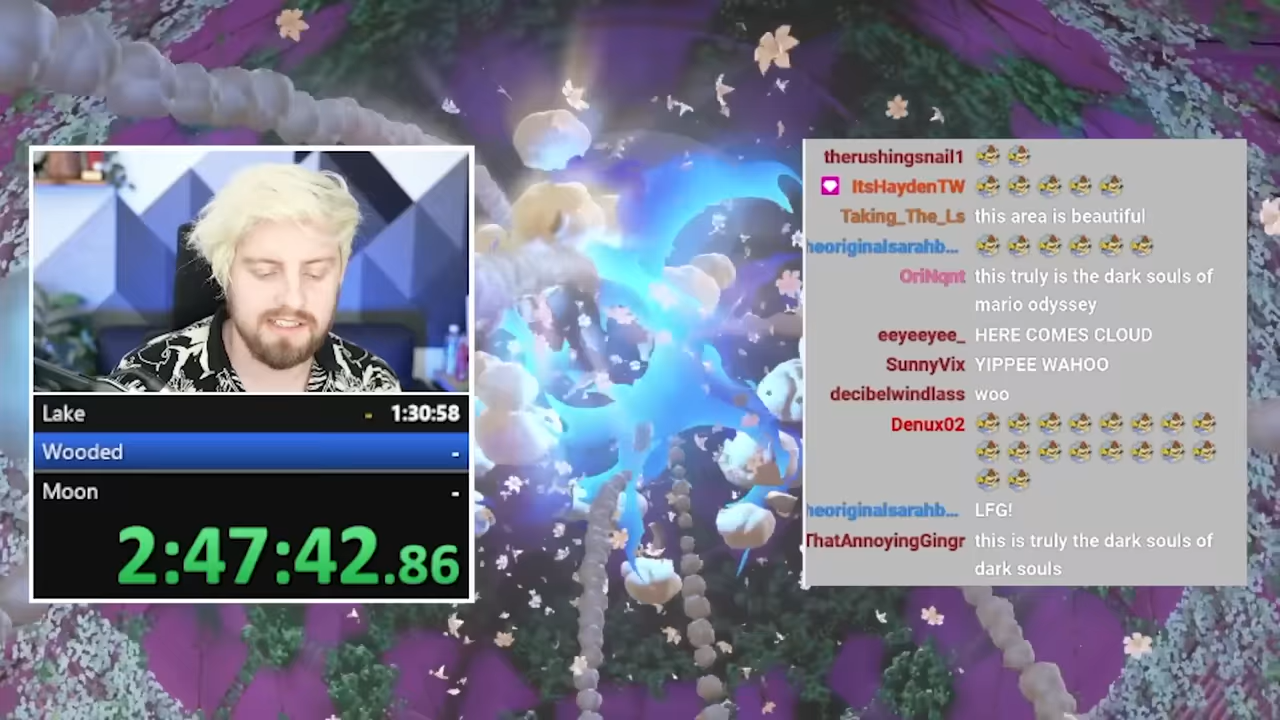 Lake - 1:30:58
Wooded -
Moon -
2:47:42.86
therushingsnail1
ItsHaydenTW
Taking_The_Ls this area is beautiful
heoriginalsarahb...
OriNqnt this truly is the dark souls of
mario odyssey
eeyeeyee_ HERE COMES CLOUD
SunnyVix YIPPEE WAHOO
decibelwindlass woo
Denux02
heoriginalsarahb... LFG!
ThatAnnoyingGingr this is truly the dark souls of
dark souls